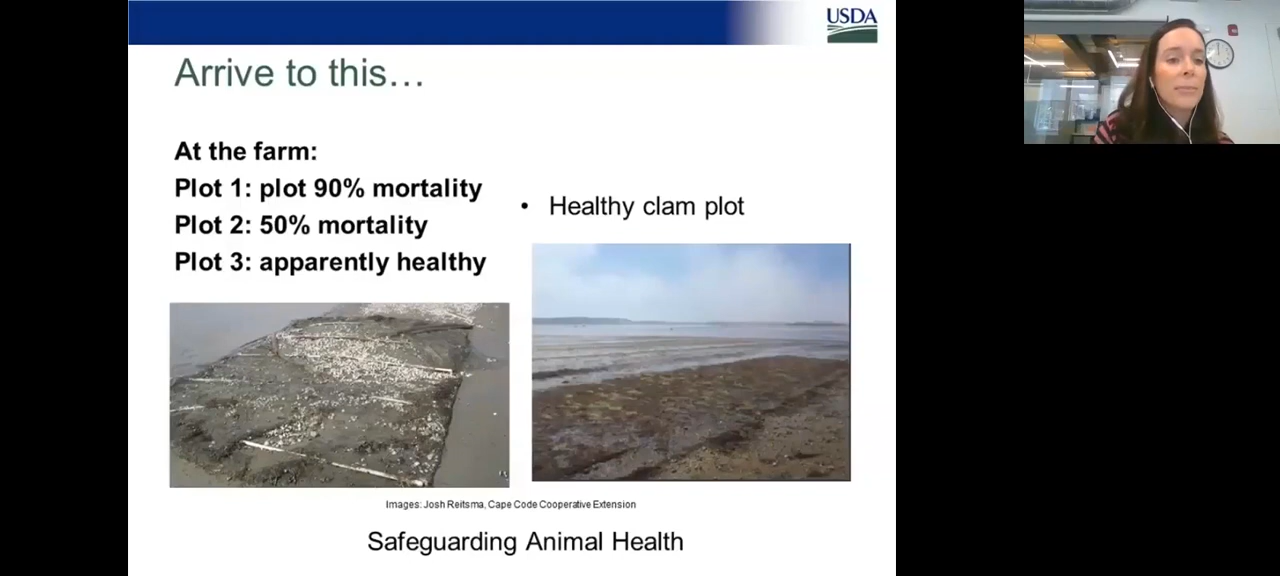 USDA
Arrive to this…
At the farm:
Plot 1: plot 90% mortality
Plot 2: 50% mortality
Plot 3: apparently healthy
• Healthy clam plot
Images: Josh Reitsma, Cape Code Cooperative Extension
Safeguarding Animal Health